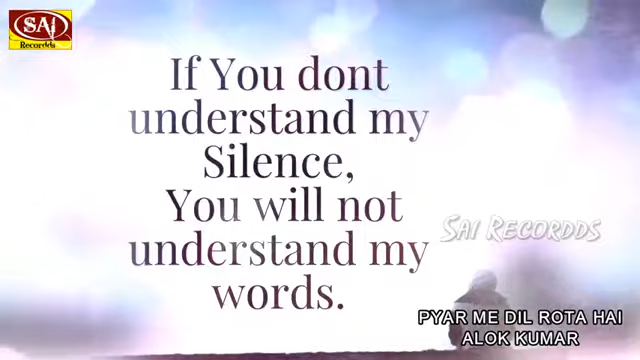 SAI
Recordds
If You dont
understand my
Silence,
You will not
understand my
words.
SAI RECORDDS
PYAR ME DIL ROTA HAI
ALOK KUMAR